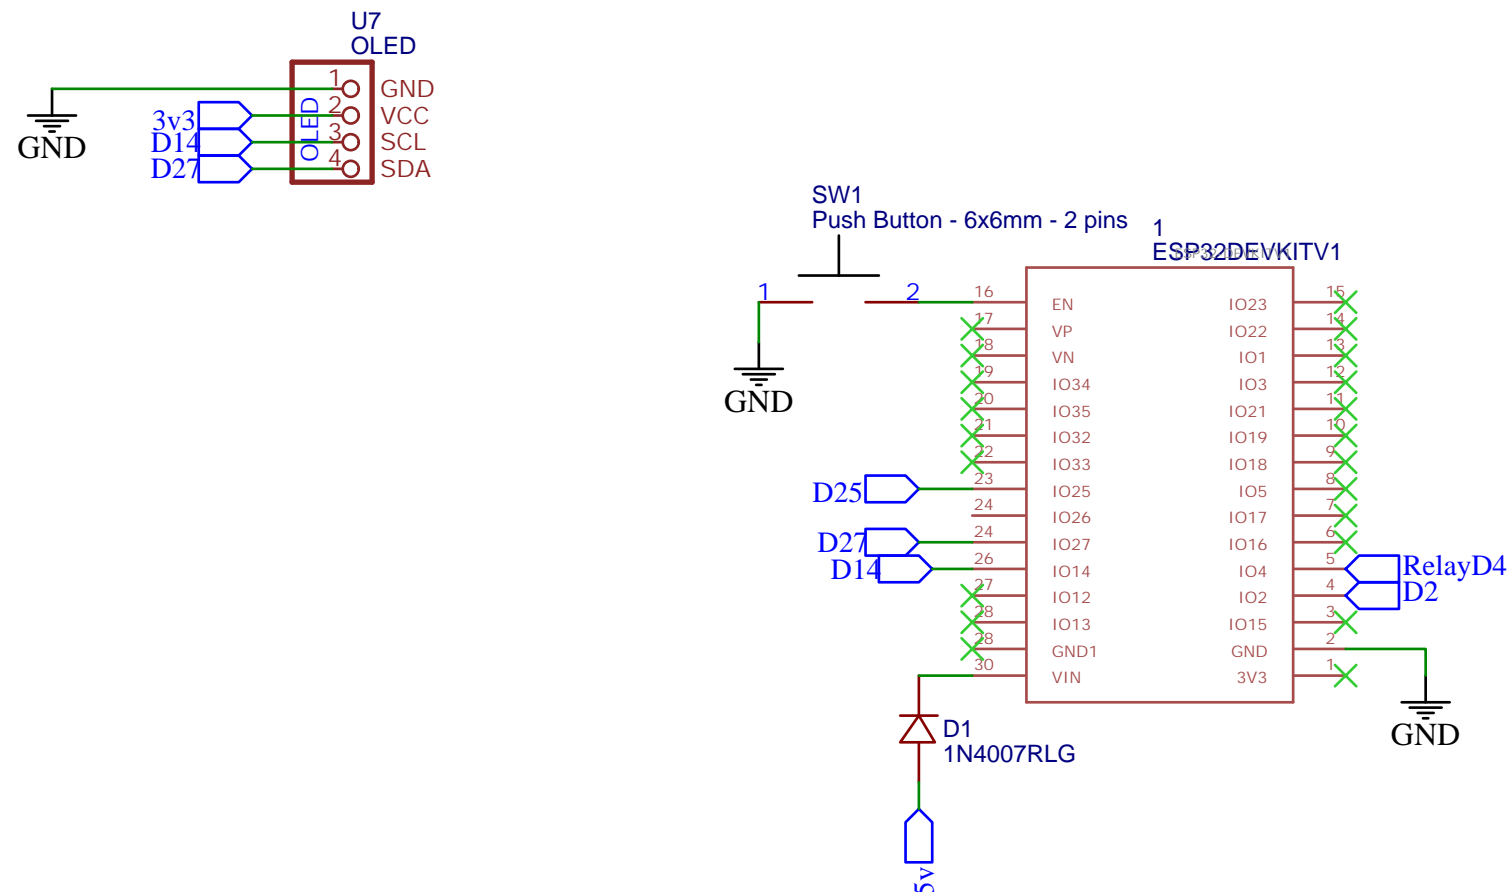 U7
OLED
1 GND
3v3 2 VCC
D14 3 SCL
D27 4 SDA
OLED
GND
SW1
Push Button - 6x6mm - 2 pins
1 2
GND
1
ESP32DEVKITV1
16 EN IO23 15
17 VP IO22 14
18 VN IO1 13
19 IO34 IO3 12
20 IO35 IO21 11
21 IO32 IO19 10
22 IO33 IO18 9
D25 23 IO25 IO5 8
24 IO26 IO17 7
D27 24 IO27 IO16 6
D14 26 IO14 IO4 5 RelayD4
27 IO12 IO2 4 D2
28 IO13 IO15 3
28 GND1 GND 2
30 VIN 3V3 1
GND
D1
1N4007RLG
5v